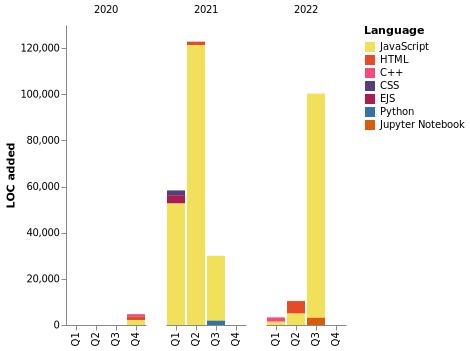 2020 2021 2022
Language
JavaScript
HTML
C++
CSS
EJS
Python
Jupyter Notebook
LOC added
120,000
100,000
80,000
60,000
40,000
20,000
0
Q1 Q2 Q3 Q4 Q1 Q2 Q3 Q4 Q1 Q2 Q3 Q4